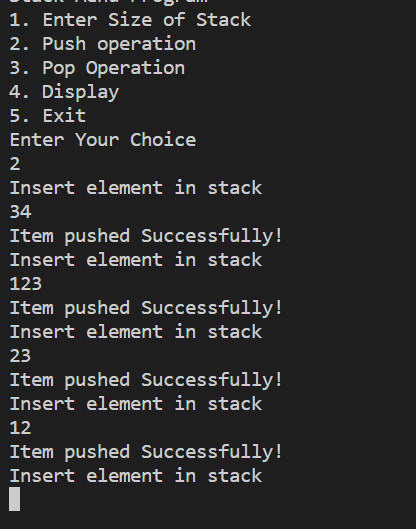 Stack Menu Program
1. Enter Size of Stack
2. Push operation
3. Pop Operation
4. Display
5. Exit
Enter Your Choice
2
Insert element in stack
34
Item pushed Successfully!
Insert element in stack
123
Item pushed Successfully!
Insert element in stack
23
Item pushed Successfully!
Insert element in stack
12
Item pushed Successfully!
Insert element in stack